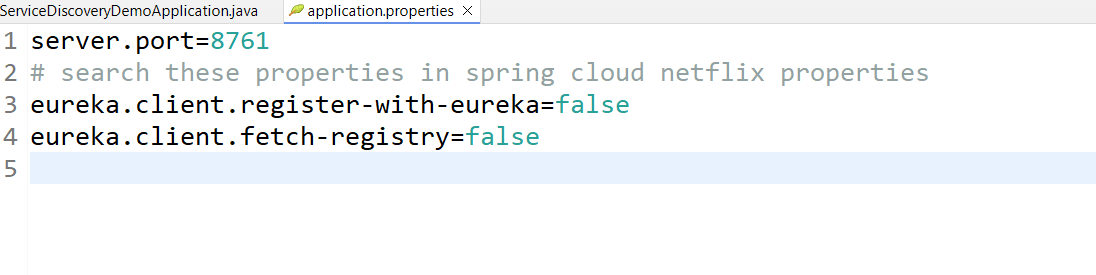 ServiceDiscoveryDemoApplication.java application.properties
1 server.port=8761
2 # search these properties in spring cloud netflix properties
3 eureka.client.register-with-eureka=false
4 eureka.client.fetch-registry=false
5